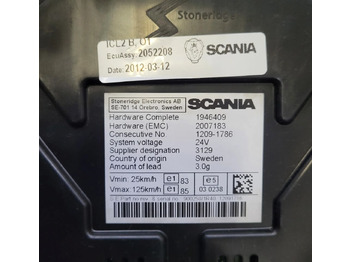 Stoneridge
ICL2 B, O1
EcuAssy: 2052208
Date: 2012-03-12
SCANIA
Stoneridge Electronics AB
SE-701 14 Örebro, Sweden
SCANIA
Hardware Complete 1946409
Hardware (EMC) 2007183
Consecutive No 1209-1786
System voltage 24V
Supplier designation 3129
Country of origin Sweden
Amount of lead 3.0g
Vmin: 25km/h e1 83 e5
Vmax: 125km/h e1 85 03 0238